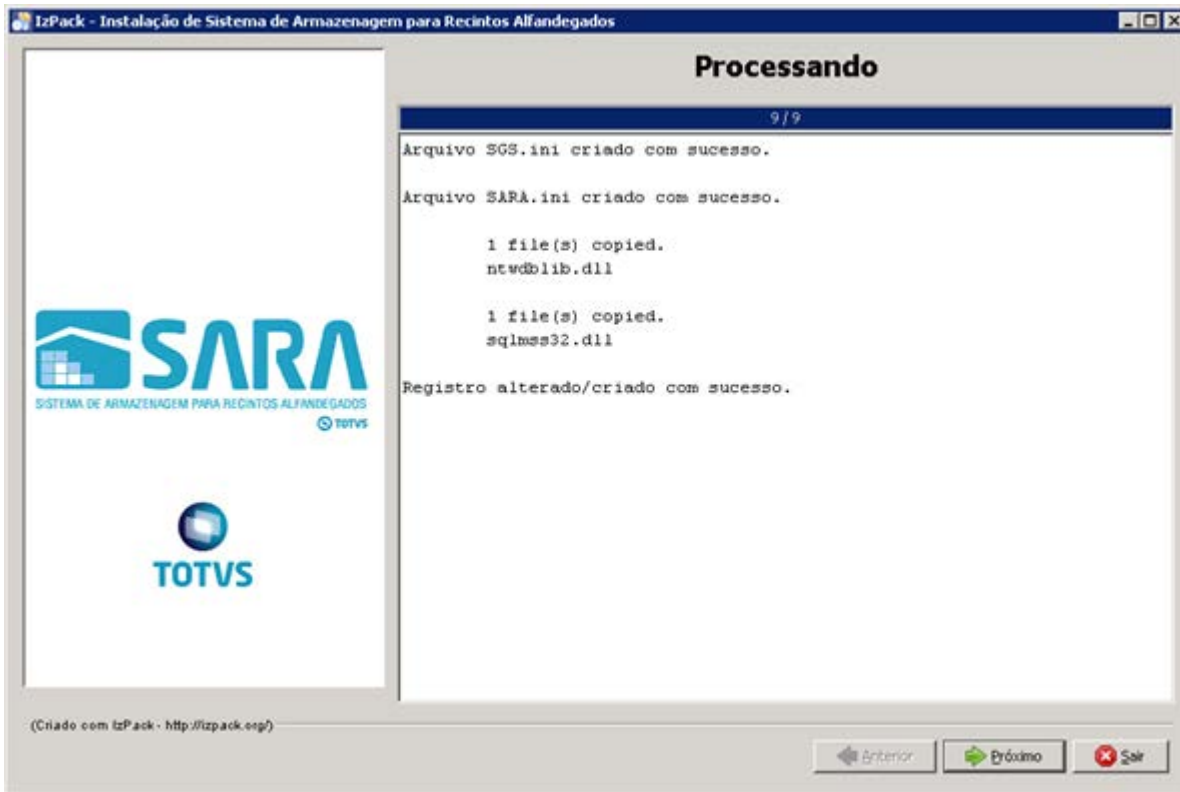 IzPack - Instalação de Sistema de Armazenagem para Recintos Alfandegados
Processando
9/9
Arquivo SGS.ini criado com sucesso.
Arquivo SARA.ini criado com sucesso.
1 file(s) copied.
ntwdblib.dll
1 file(s) copied.
sqlmss32.dll
Registro alterado/criado com sucesso.
SARA
SISTEMA DE ARMAZENAGEM PARA RECINTOS ALFANDEGADOS
TOTVS
TOTVS
(Criado com IzPack - http://izpack.org/)
Anterior
Próximo
Sair